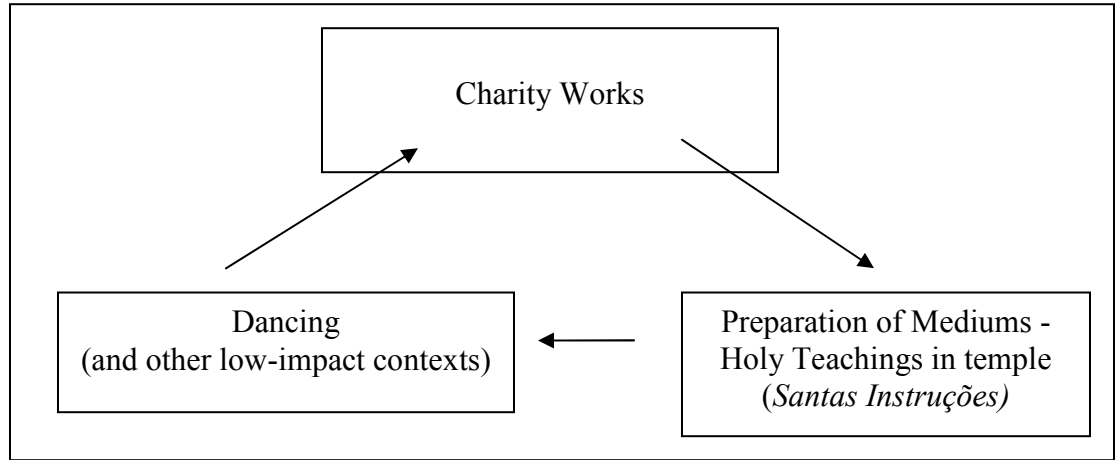 Charity Works
Dancing
(and other low-impact contexts)
Preparation of Mediums -
Holy Teachings in temple
(Santas Instruções)